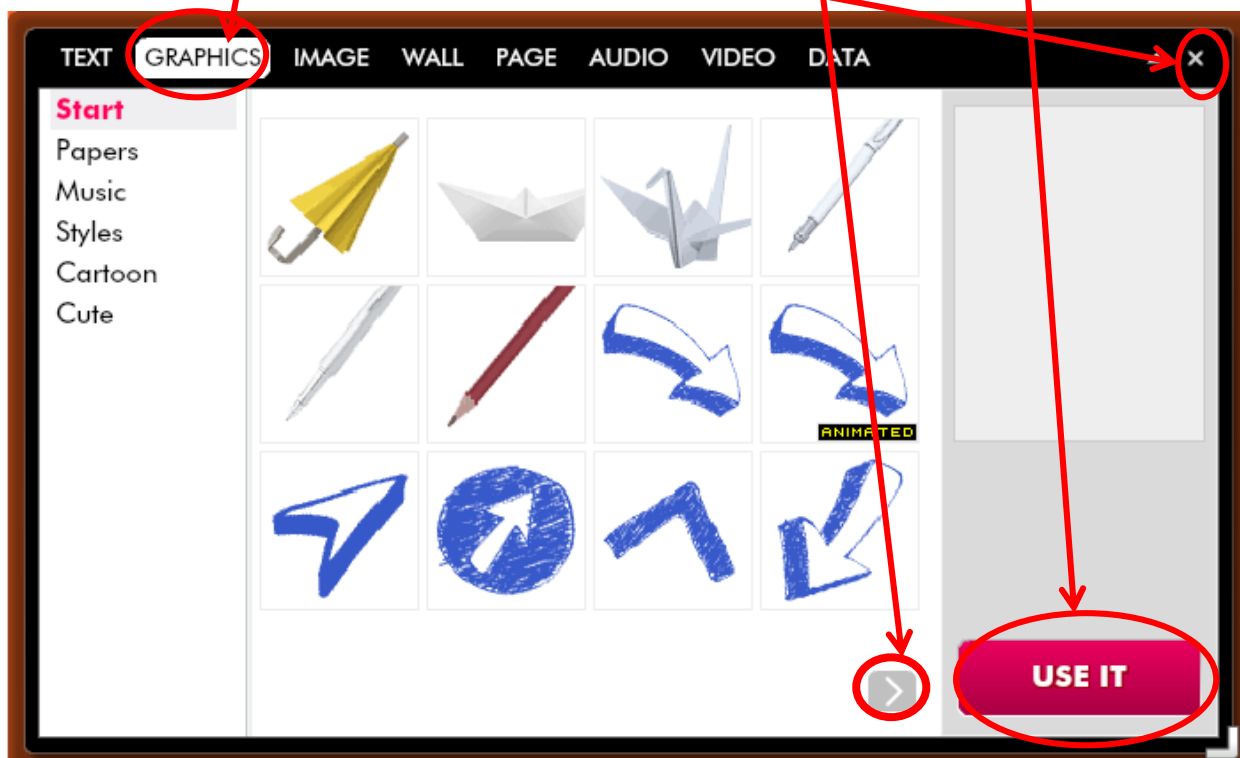 TEXT GRAPHICS IMAGE WALL PAGE AUDIO VIDEO DATA
Start
Papers
Music
Styles
Cartoon
Cute
ANIMATED
USE IT